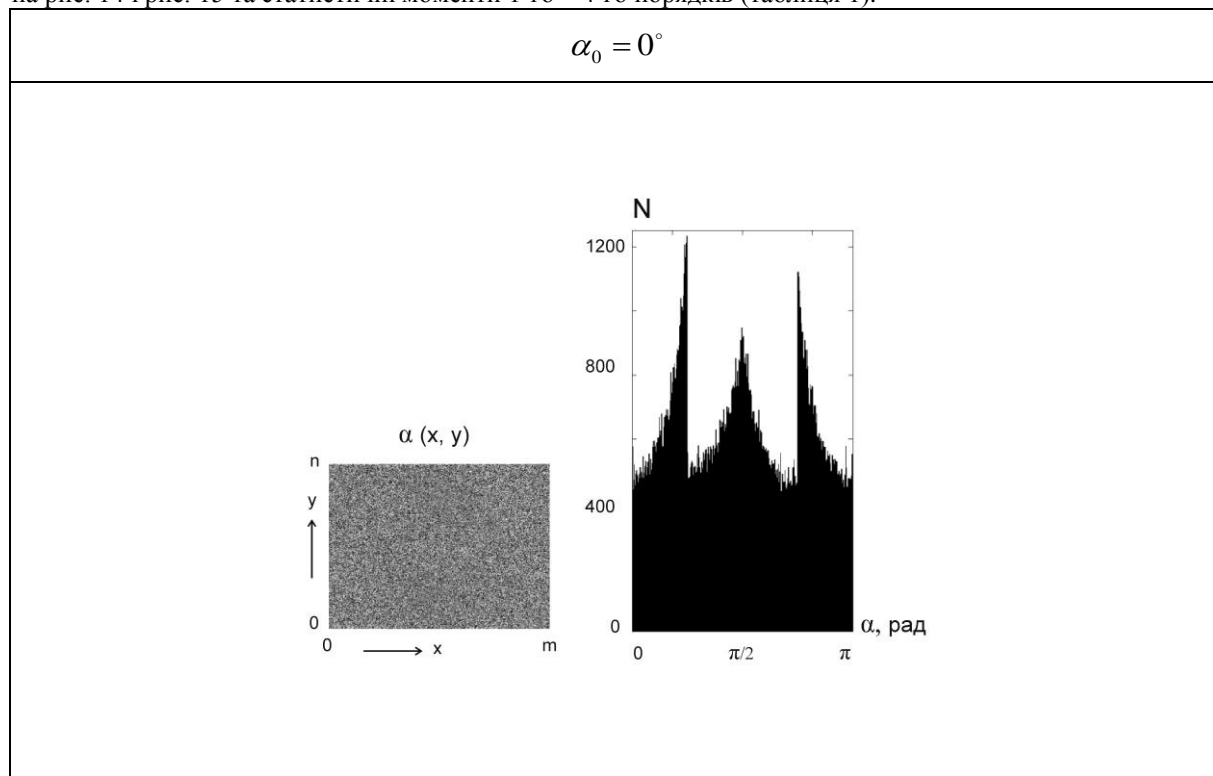 на рис. 14 і рис. 15 та статистичні моменти 1-го – 4-го порядків (таблиця 1).
α₀ = 0°
N
1200
800
400
0
α, рад
0 π/2 π
α (x, y)
n
y
0
0 x m